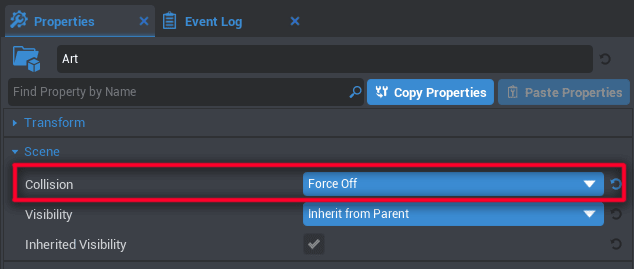 Properties
Event Log
Art
Find Property by Name
Copy Properties
Paste Properties
Transform
Scene
Collision
Force Off
Visibility
Inherit from Parent
Inherited Visibility